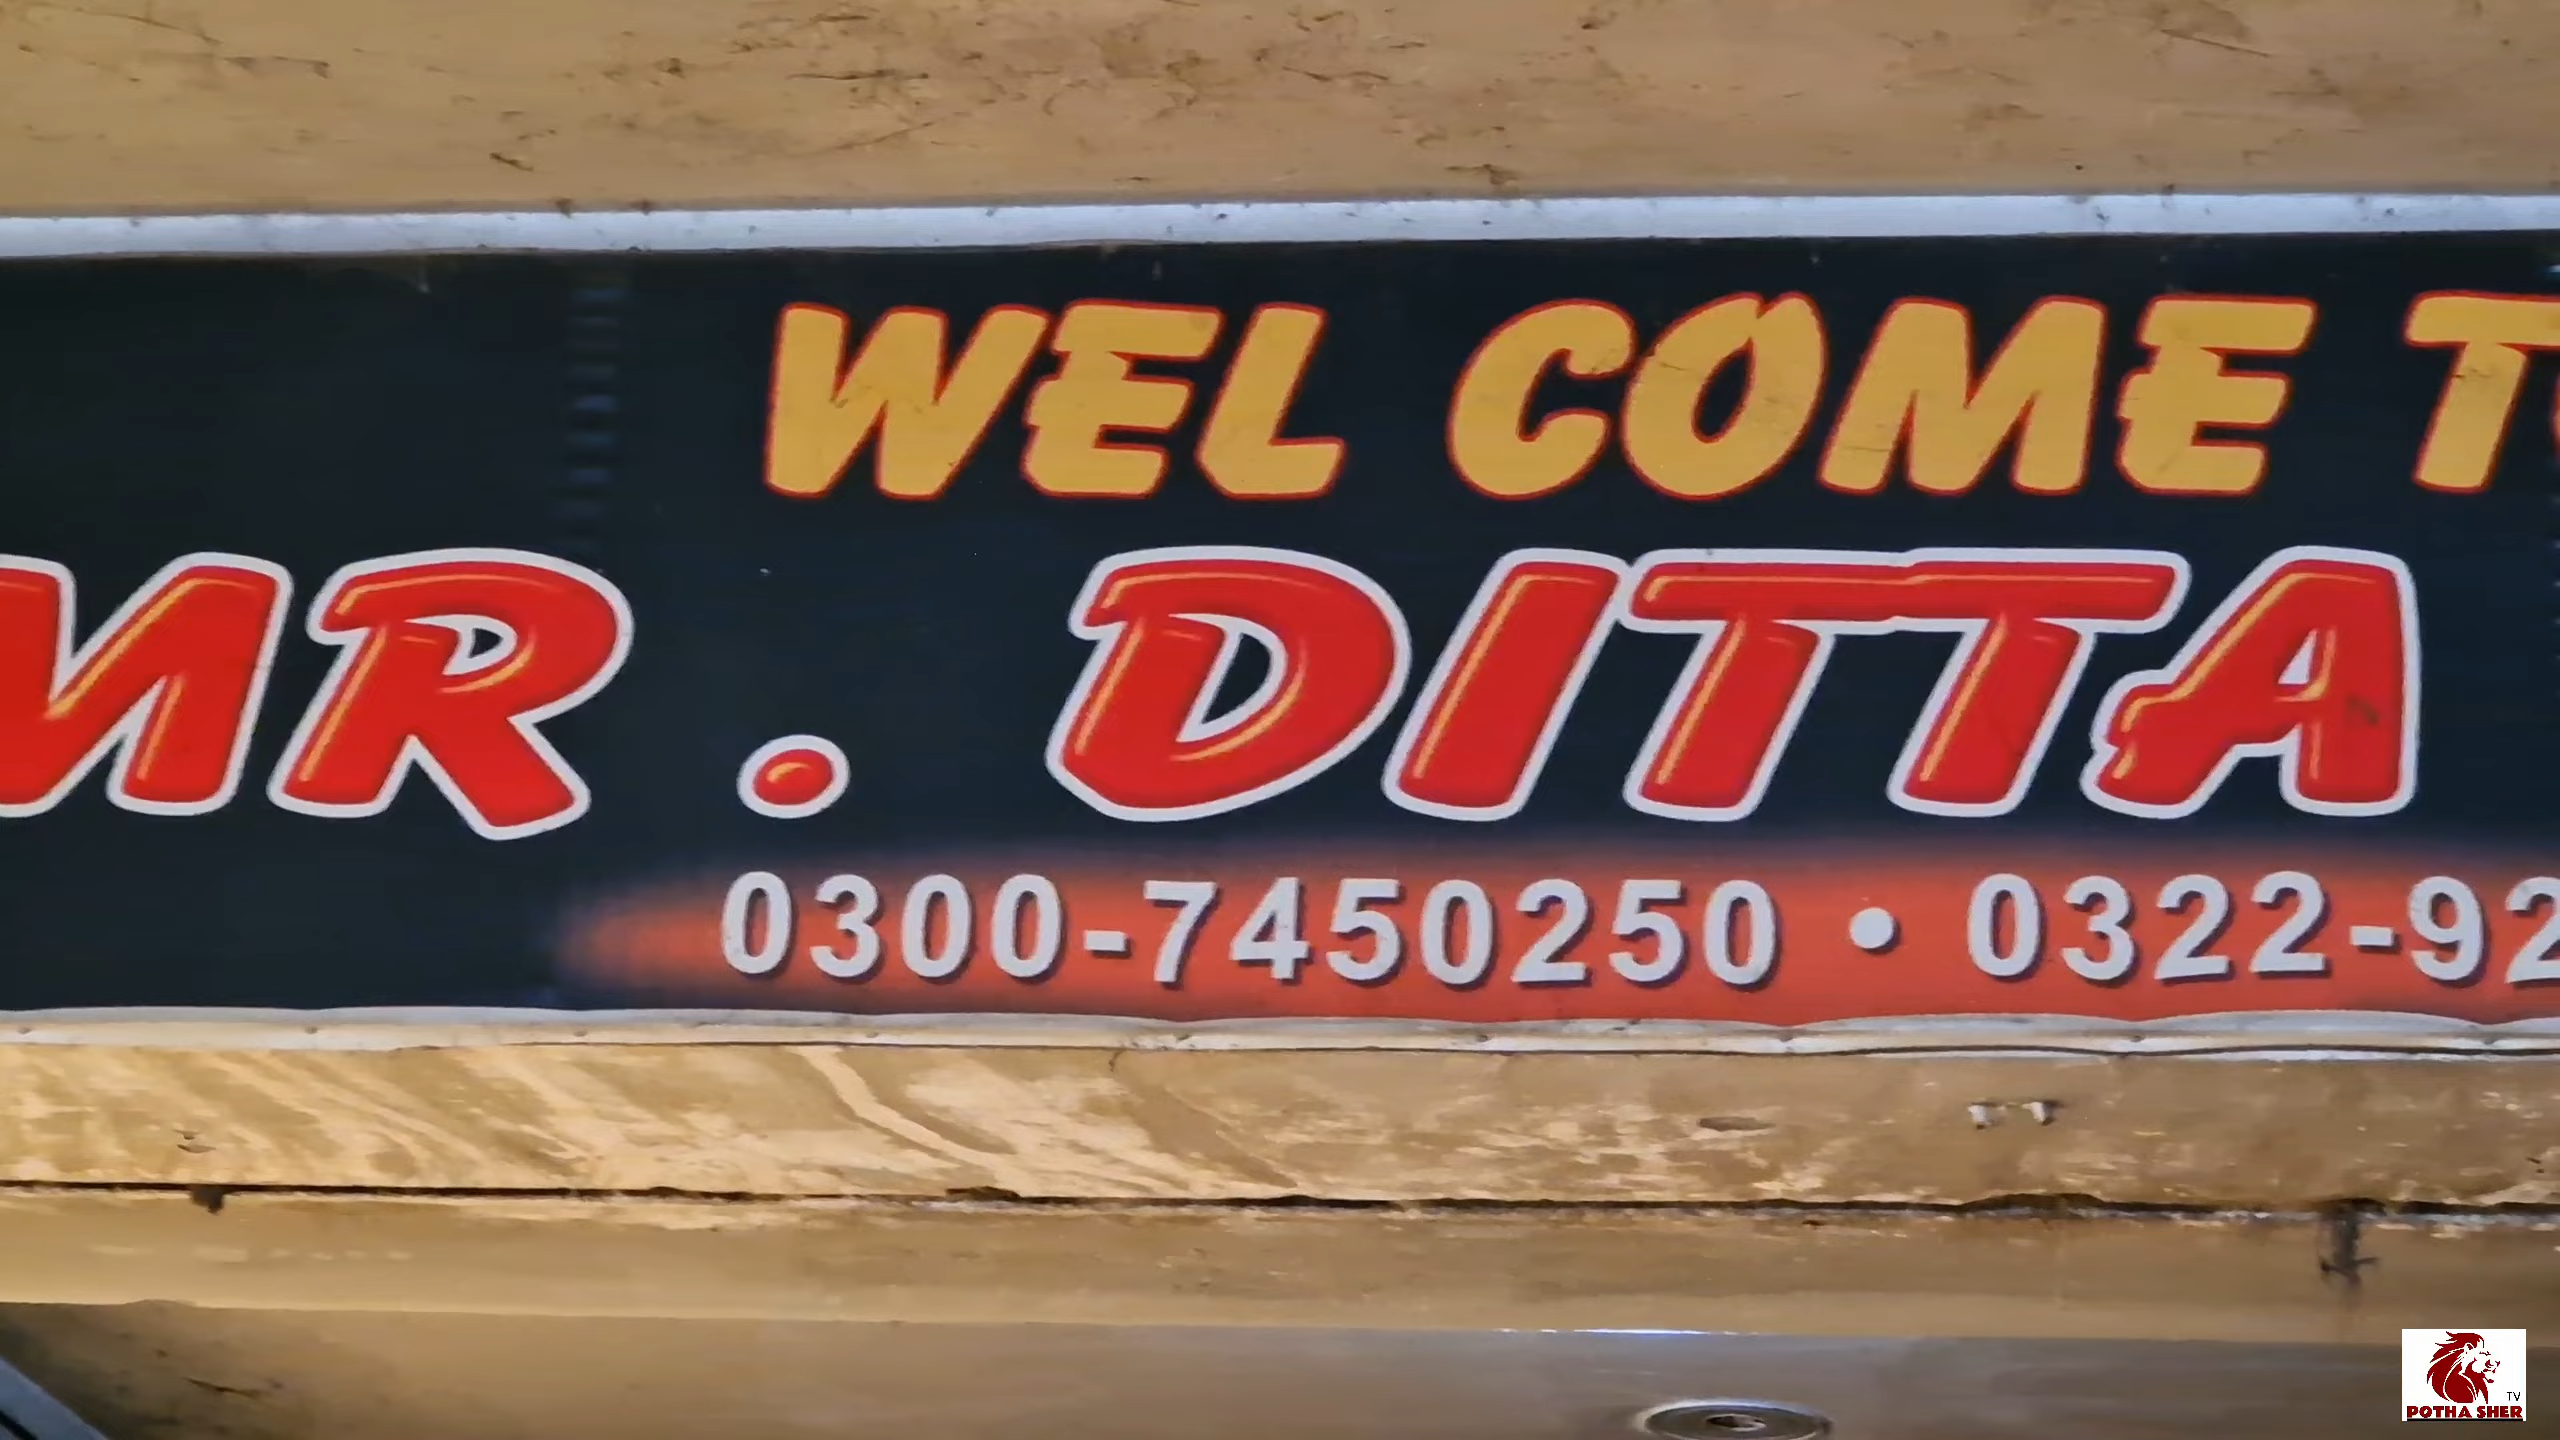 WEL COME T
MR . DITTA
0300-7450250 • 0322-92
TV
POTHA SHER